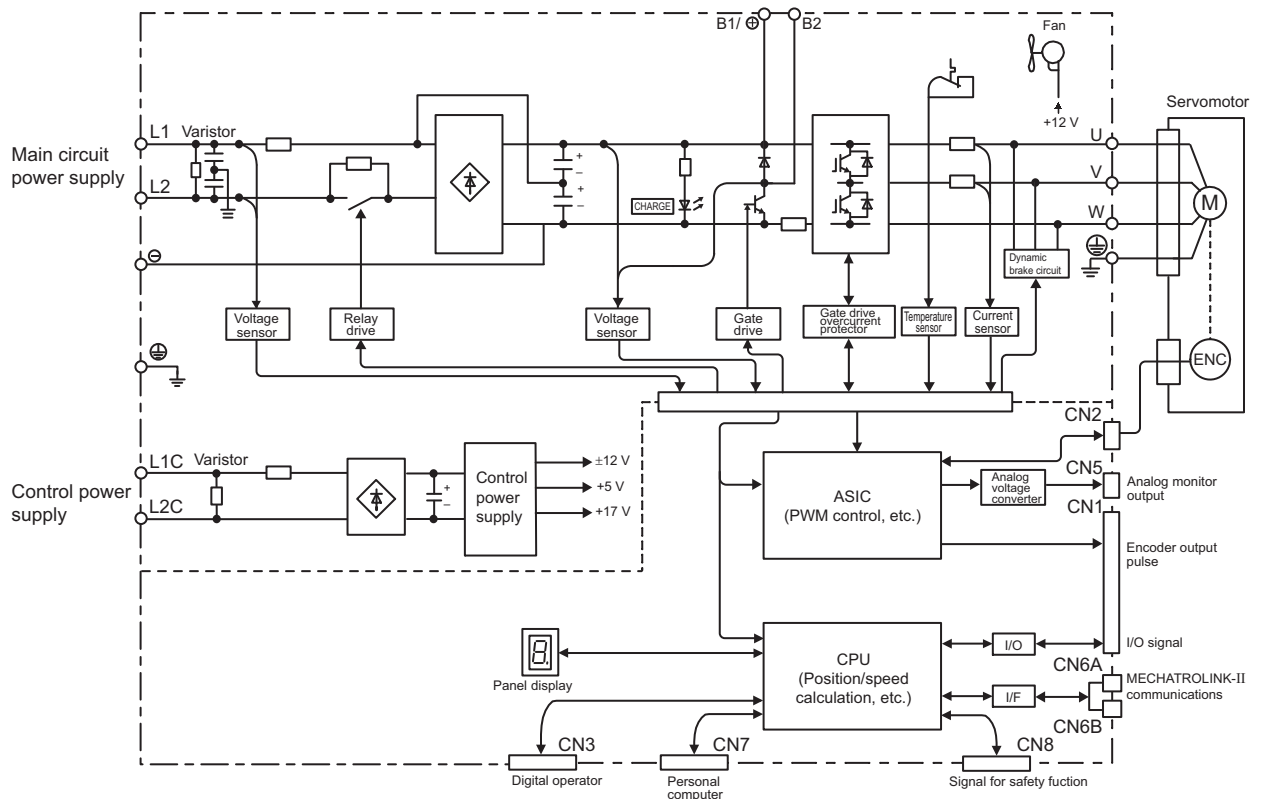 B1/ ⊕
B2
Fan
+12 V
Servomotor
Main circuit
power supply
L1
Varistor
L2
U
V
W
M
+
–
+
–
CHARGE
⊖
Dynamic
brake circuit
Voltage
sensor
Relay
drive
Voltage
sensor
Gate
drive
Gate drive
overcurrent
protector
Temperature
sensor
Current
sensor
ENC
CN2
Control power
supply
L1C
Varistor
L2C
+
–
Control
power
supply
±12 V
+5 V
+17 V
ASIC
(PWM control, etc.)
Analog
voltage
converter
CN5
Analog monitor
output
CN1
Encoder output
pulse
8.
Panel display
CPU
(Position/speed
calculation, etc.)
I/O
I/O signal
I/F
CN6A
MECHATROLINK-II
communications
CN6B
CN3
Digital operator
CN7
Personal
computer
CN8
Signal for safety fuction